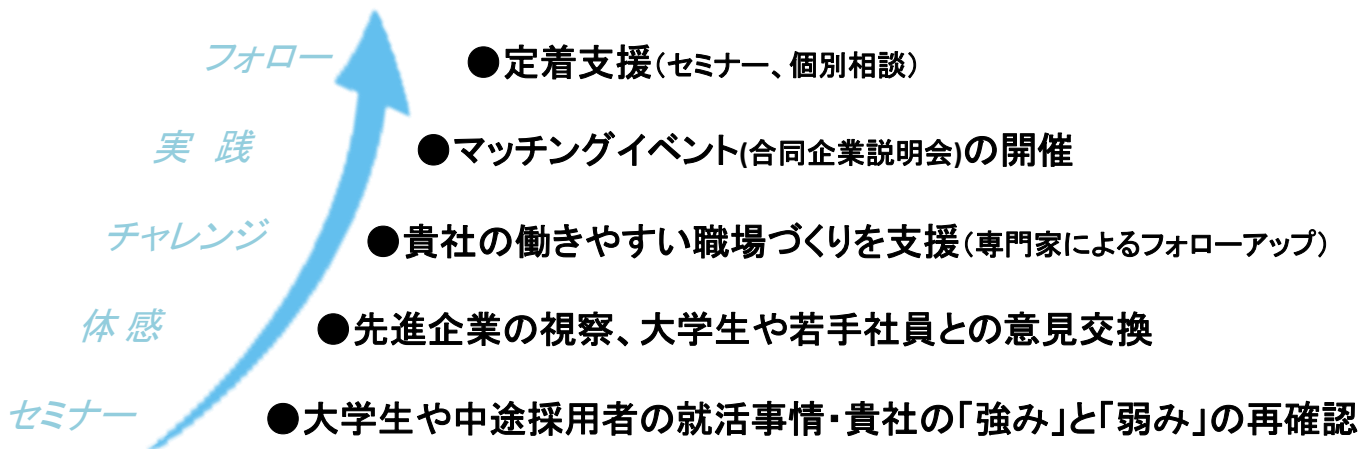 フォロー ●定着支援(セミナー、個別相談)
実 践 ●マッチングイベント(合同企業説明会)の開催
チャレンジ ●貴社の働きやすい職場づくりを支援(専門家によるフォローアップ)
体 感 ●先進企業の視察、大学生や若手社員との意見交換
セミナー ●大学生や中途採用者の就活事情・貴社の「強み」と「弱み」の再確認